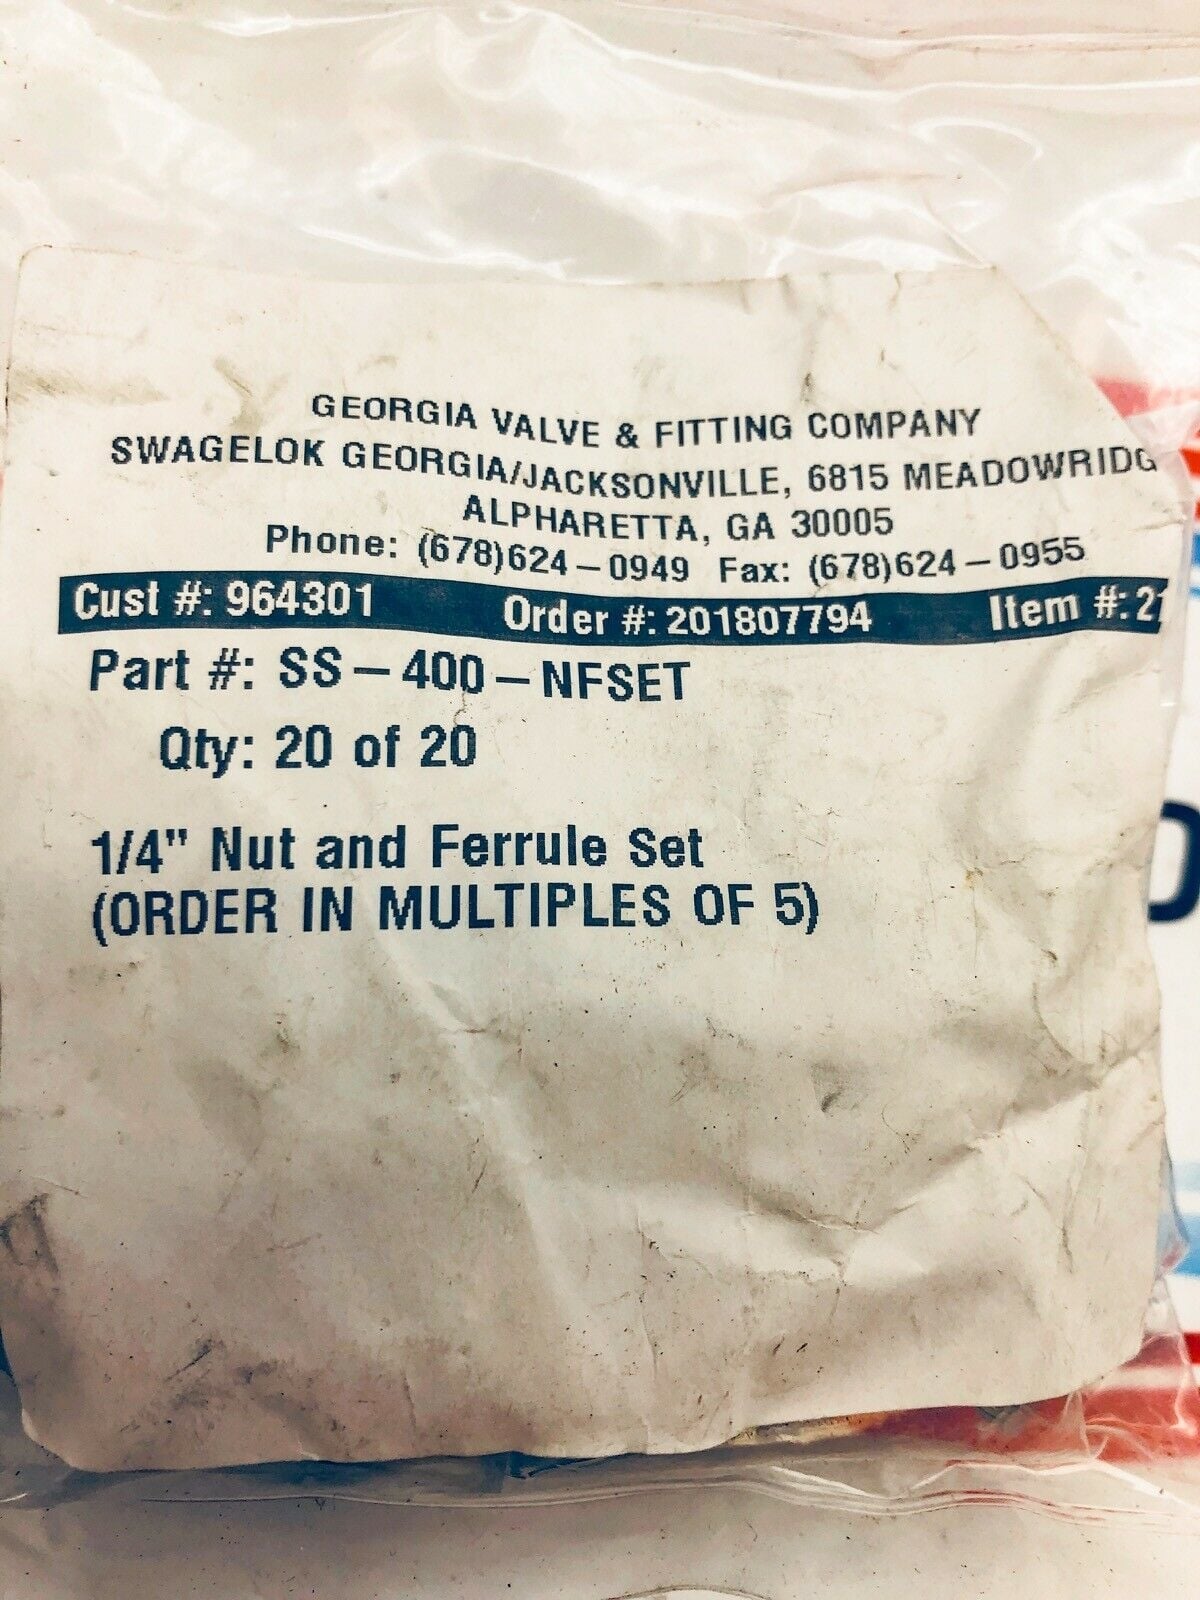 GEORGIA VALVE & FITTING COMPANY
SWAGELOK GEORGIA/JACKSONVILLE, 6815 MEADOWRIDG
ALPHARETTA, GA 30005
Phone: (678)624-0949 Fax: (678)624-0955
Cust #: 964301 Order #: 201807794 Item #: 21
Part #: SS-400-NFSET
Qty: 20 of 20
1/4" Nut and Ferrule Set
(ORDER IN MULTIPLES OF 5)